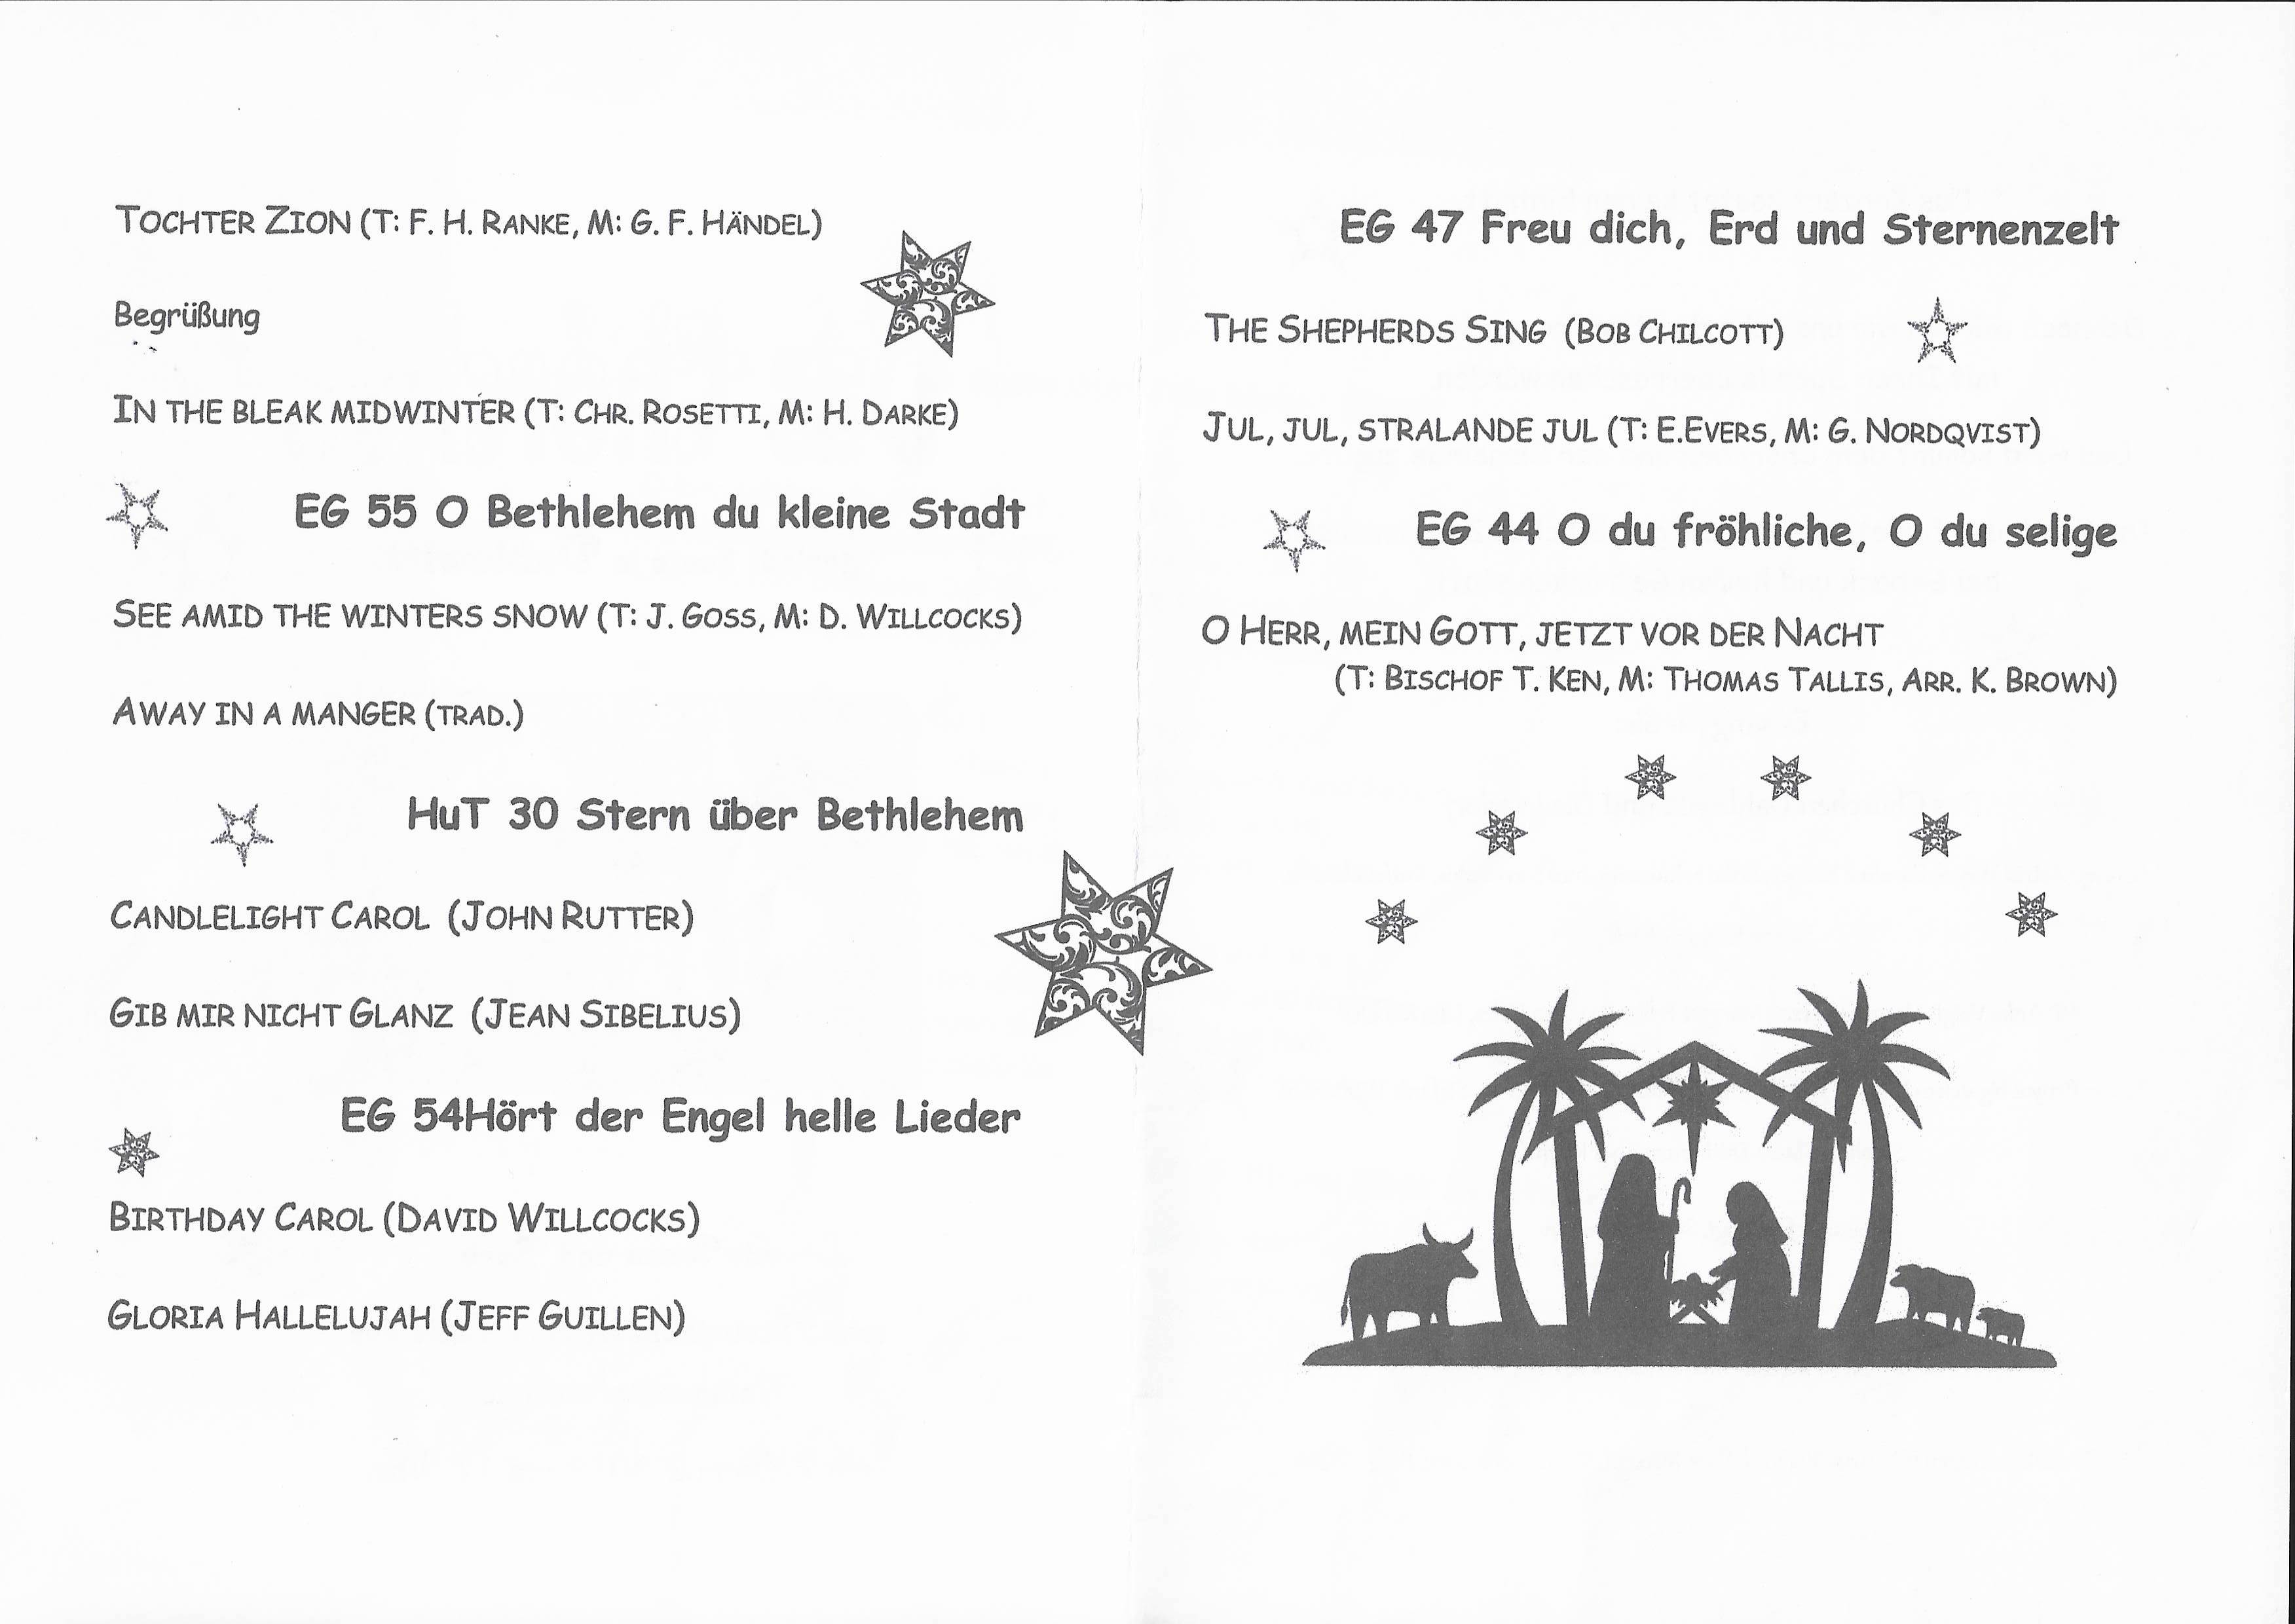 TOCHTER ZION (T: F. H. RANKE, M: G. F. HÄNDEL)
Begrüßung
IN THE BLEAK MIDWINTER (T: CHR. ROSETTI, M: H. DARKE)
EG 55 O Bethlehem du kleine Stadt
SEE AMID THE WINTERS SNOW (T: J. GOSS, M: D. WILLCOCKS)
AWAY IN A MANGER (TRAD.)
HuT 30 Stern über Bethlehem
CANDLELIGHT CAROL (JOHN RUTTER)
GIB MIR NICHT GLANZ (JEAN SIBELIUS)
EG 54Hört der Engel helle Lieder
BIRTHDAY CAROL (DAVID WILLCOCKS)
GLORIA HALLELUJAH (JEFF GUILLEN)
EG 47 Freu dich, Erd und Sternenzelt
THE SHEPHERDS SING (BOB CHILCOTT)
JUL, JUL, STRALANDE JUL (T: E.EVERS, M: G. NORDQVIST)
EG 44 O du fröhliche, O du selige
O HERR, MEIN GOTT, JETZT VOR DER NACHT
(T: BISCHOF T. KEN, M: THOMAS TALLIS, ARR. K. BROWN)